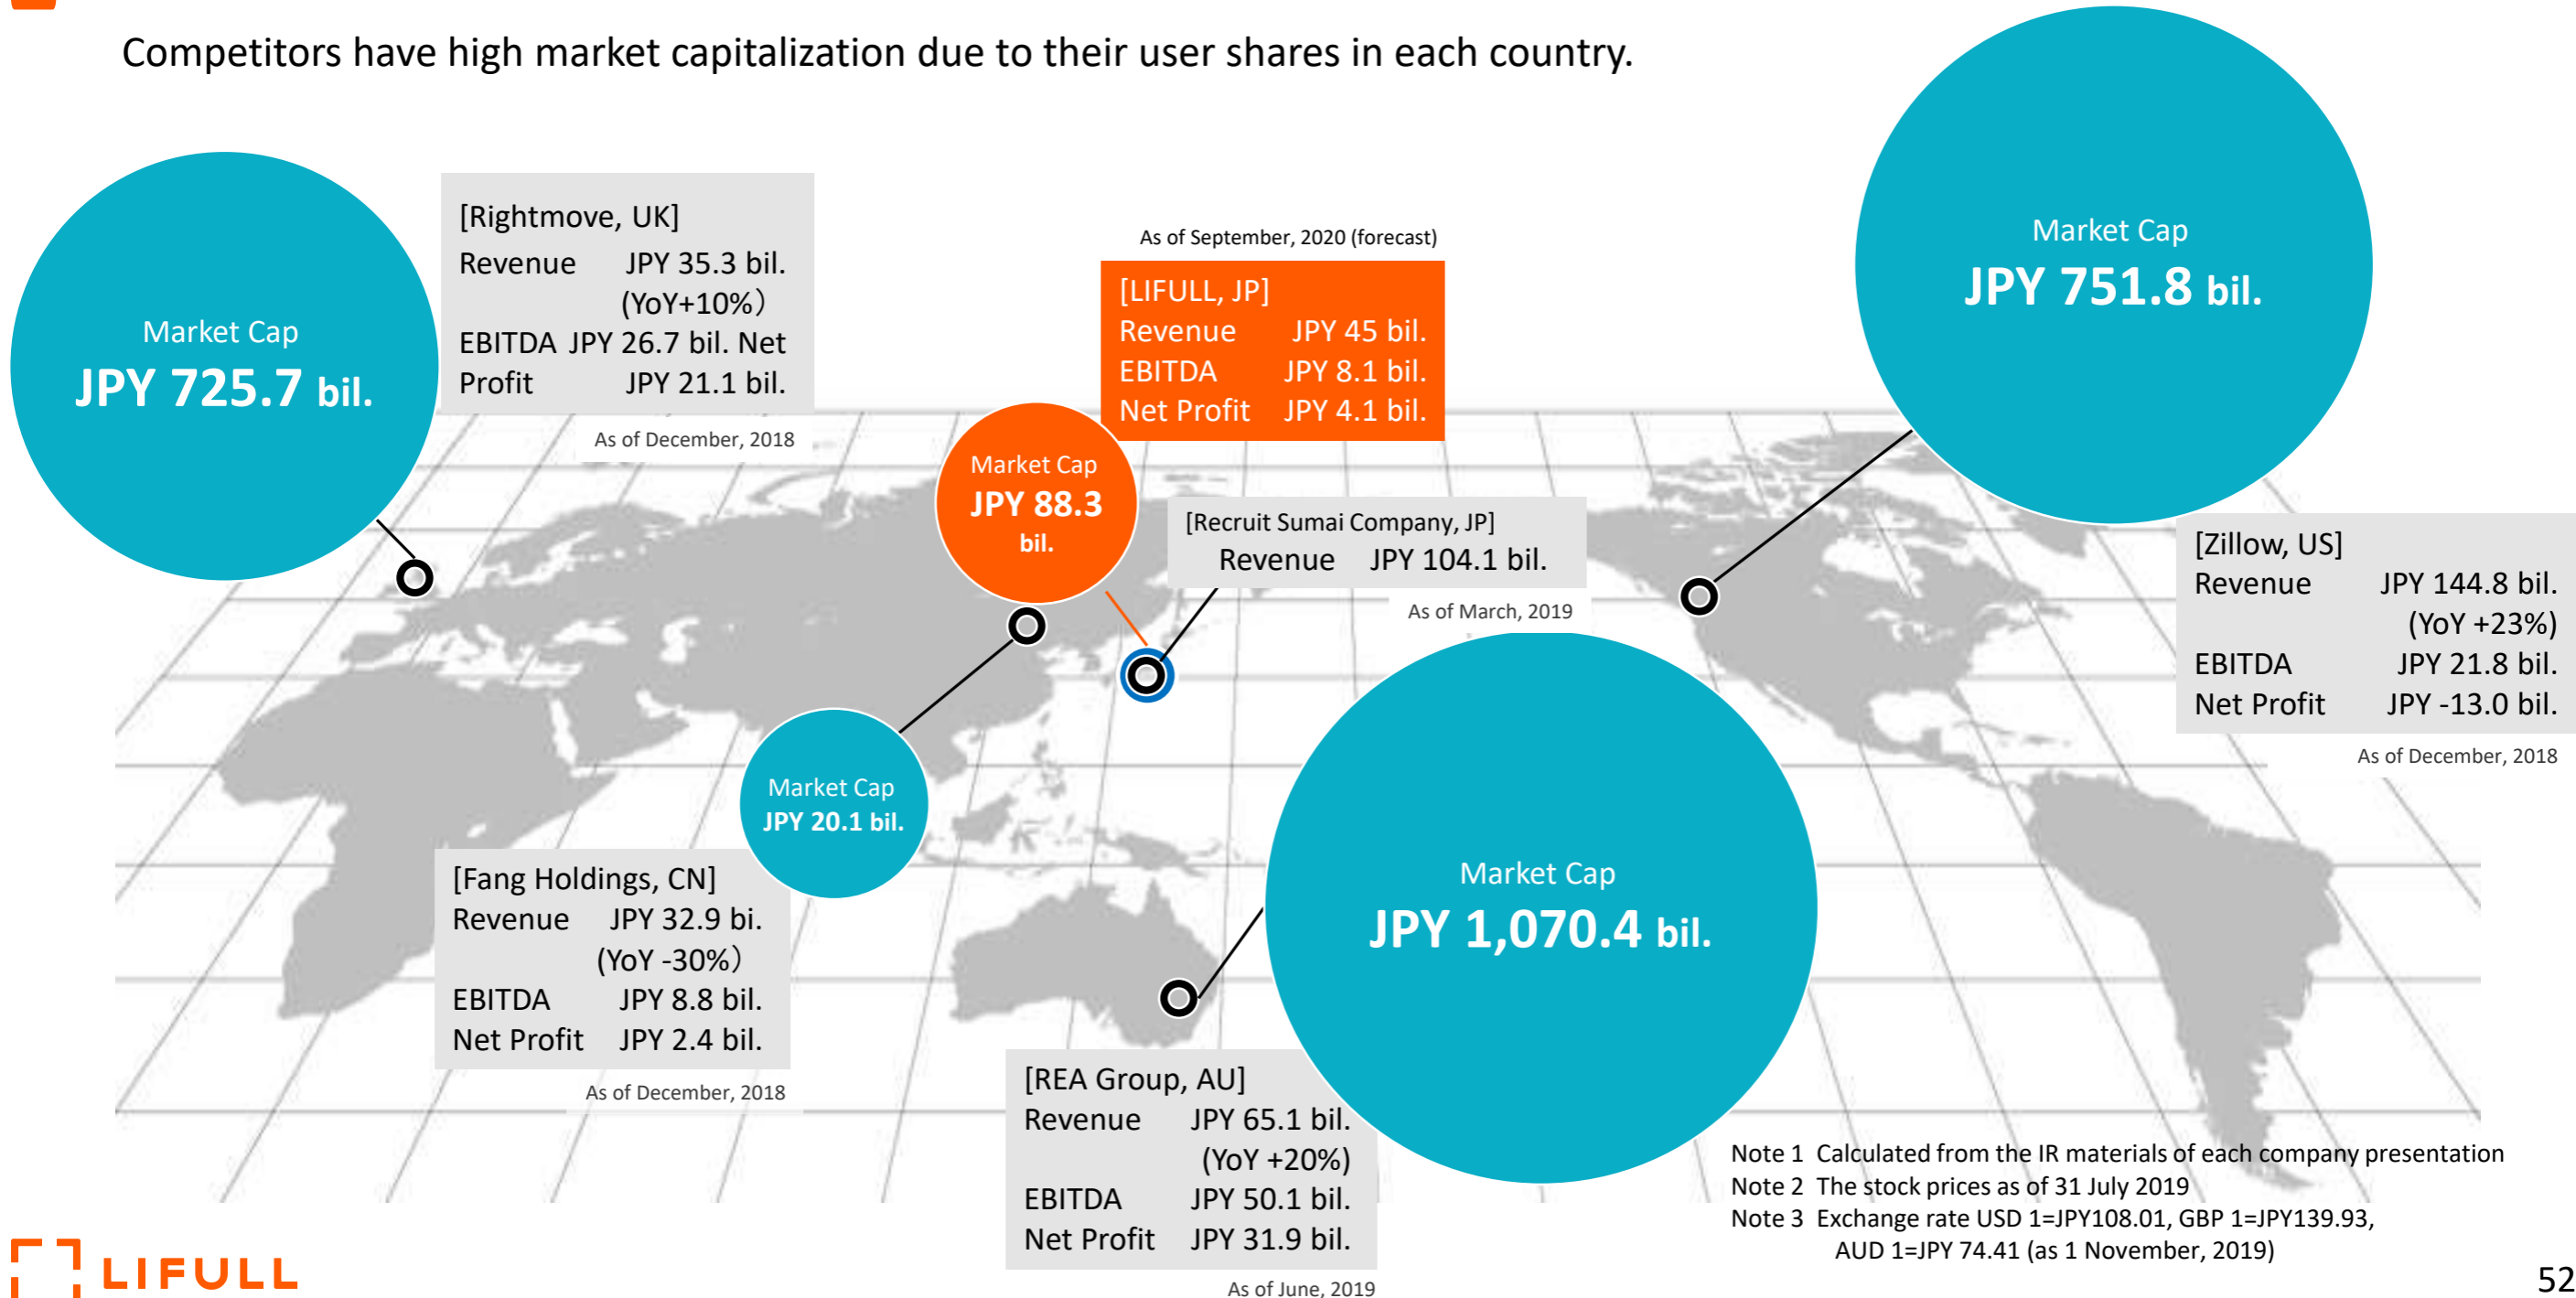 Competitors have high market capitalization due to their user shares in each country.
Market Cap
JPY 725.7 bil.
[Rightmove, UK]
Revenue JPY 35.3 bil.
(YoY+10%）
EBITDA JPY 26.7 bil. Net
Profit JPY 21.1 bil.
As of December, 2018
As of September, 2020 (forecast)
[LIFULL, JP]
Revenue JPY 45 bil.
EBITDA JPY 8.1 bil.
Net Profit JPY 4.1 bil.
Market Cap
JPY 88.3
bil.
[Recruit Sumai Company, JP]
Revenue JPY 104.1 bil.
As of March, 2019
Market Cap
JPY 751.8 bil.
[Zillow, US]
Revenue JPY 144.8 bil.
(YoY +23%)
EBITDA JPY 21.8 bil.
Net Profit JPY -13.0 bil.
As of December, 2018
Market Cap
JPY 20.1 bil.
[Fang Holdings, CN]
Revenue JPY 32.9 bi.
(YoY -30%）
EBITDA JPY 8.8 bil.
Net Profit JPY 2.4 bil.
As of December, 2018
Market Cap
JPY 1,070.4 bil.
[REA Group, AU]
Revenue JPY 65.1 bil.
(YoY +20%)
EBITDA JPY 50.1 bil.
Net Profit JPY 31.9 bil.
As of June, 2019
Note 1 Calculated from the IR materials of each company presentation
Note 2 The stock prices as of 31 July 2019
Note 3 Exchange rate USD 1=JPY108.01, GBP 1=JPY139.93,
AUD 1=JPY 74.41 (as 1 November, 2019)
LIFULL
52